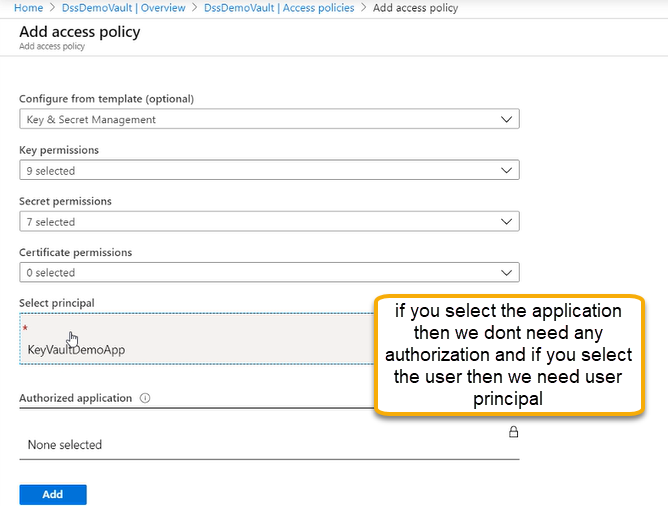 Home > DssDemoVault | Overview > DssDemoVault | Access policies > Add access policy
Add access policy
Add access policy
Configure from template (optional)
Key & Secret Management
Key permissions
9 selected
Secret permissions
7 selected
Certificate permissions
0 selected
Select principal
*
KeyVaultDemoApp
if you select the application
then we dont need any
authorization and if you select
the user then we need user
principal
Authorized application
None selected
Add